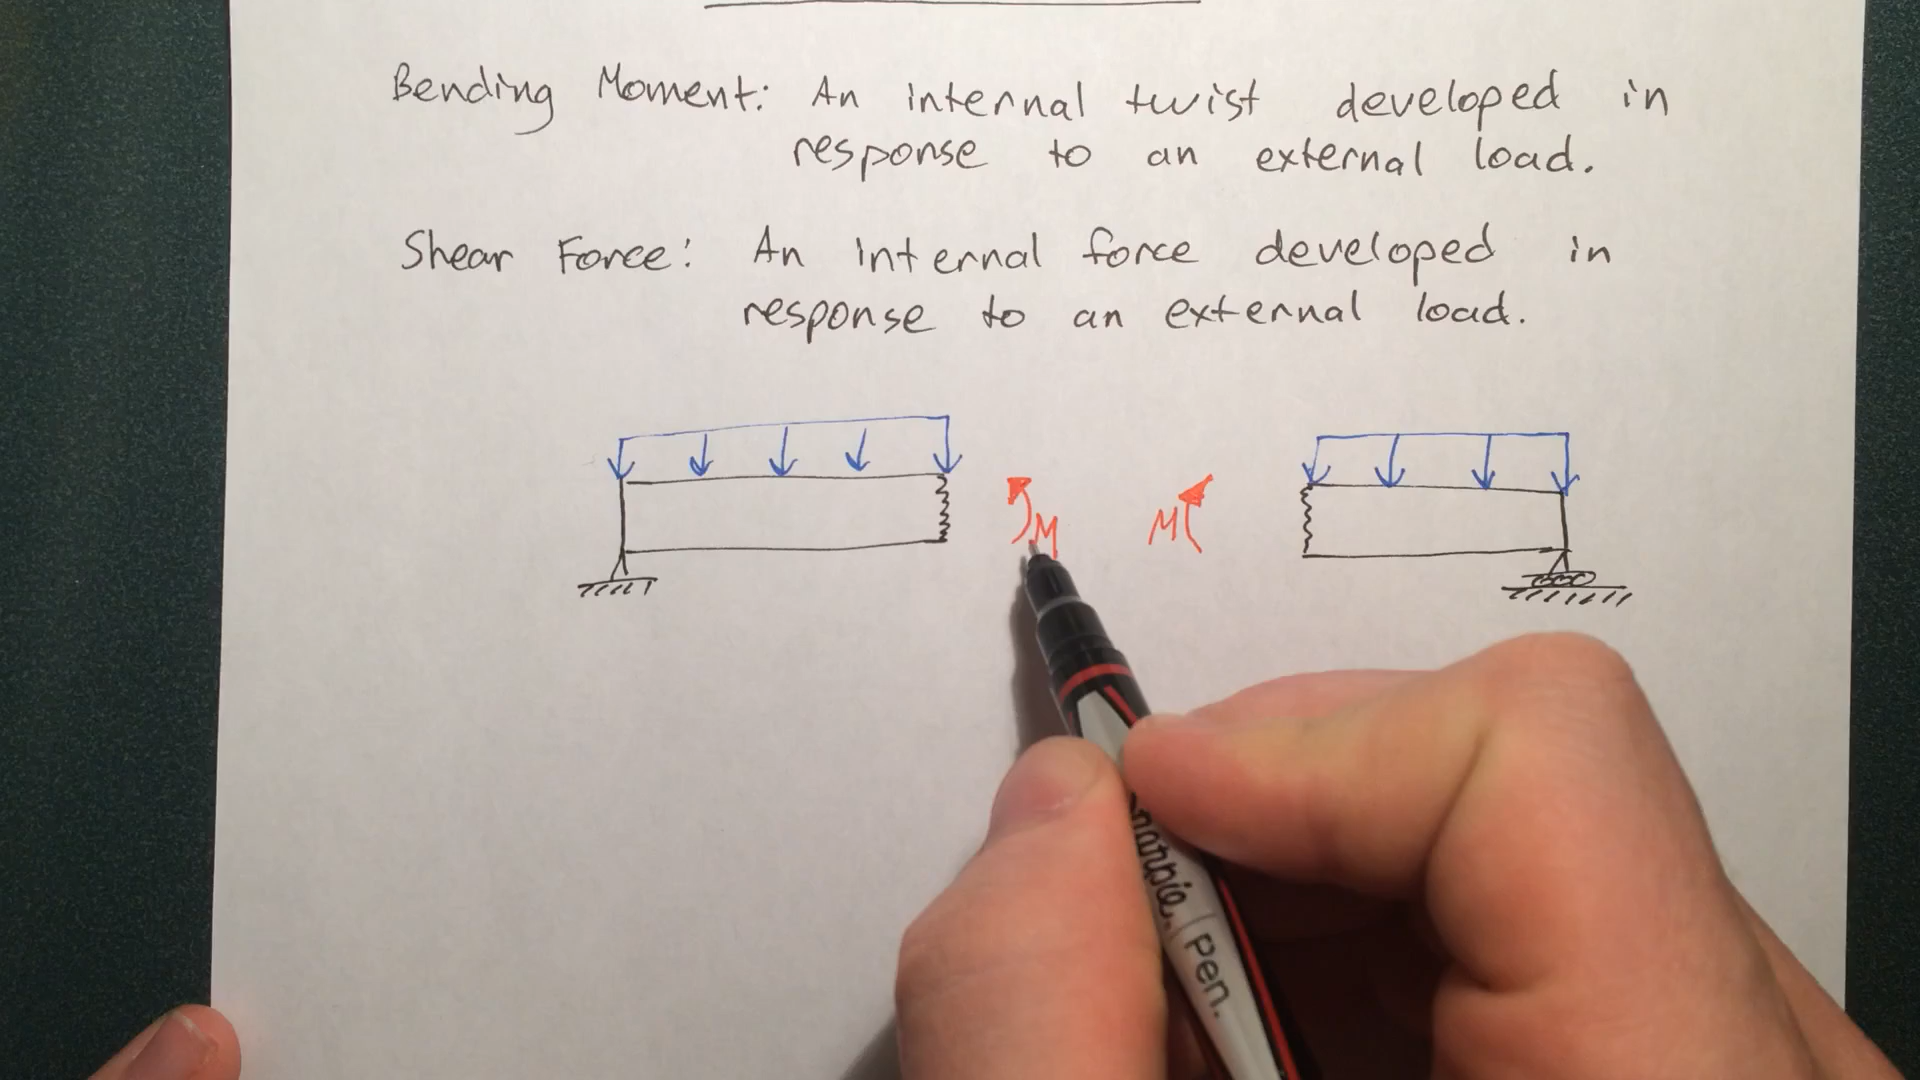 Bending Moment: An internal twist developed in
response to an external load.
Shear Force: An internal force developed in
response to an external load.
M
M
Sharpie. Pen.